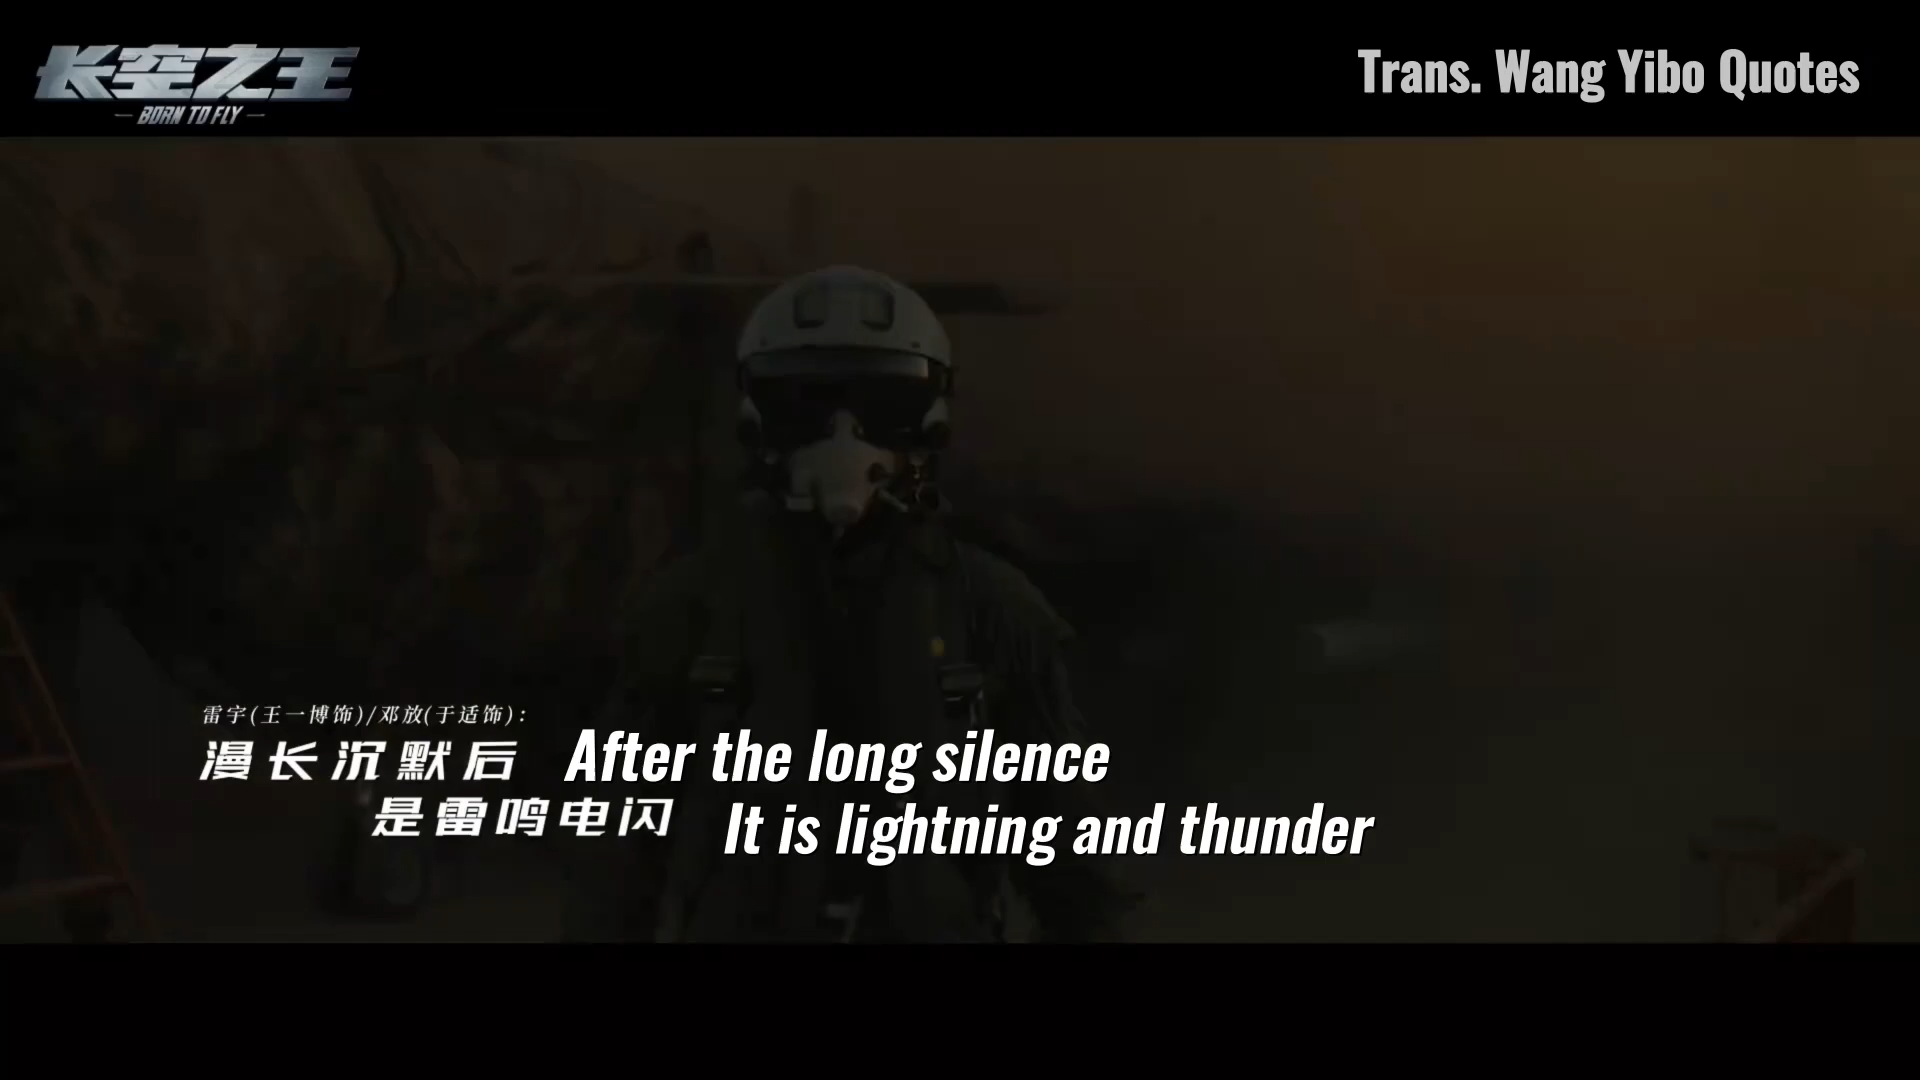 长空之王
BORN TO FLY
Trans. Wang Yibo Quotes
雷宇(王一博饰)/邓放(于适饰):
漫长沉默后 After the long silence
是雷鸣电闪 It is lightning and thunder